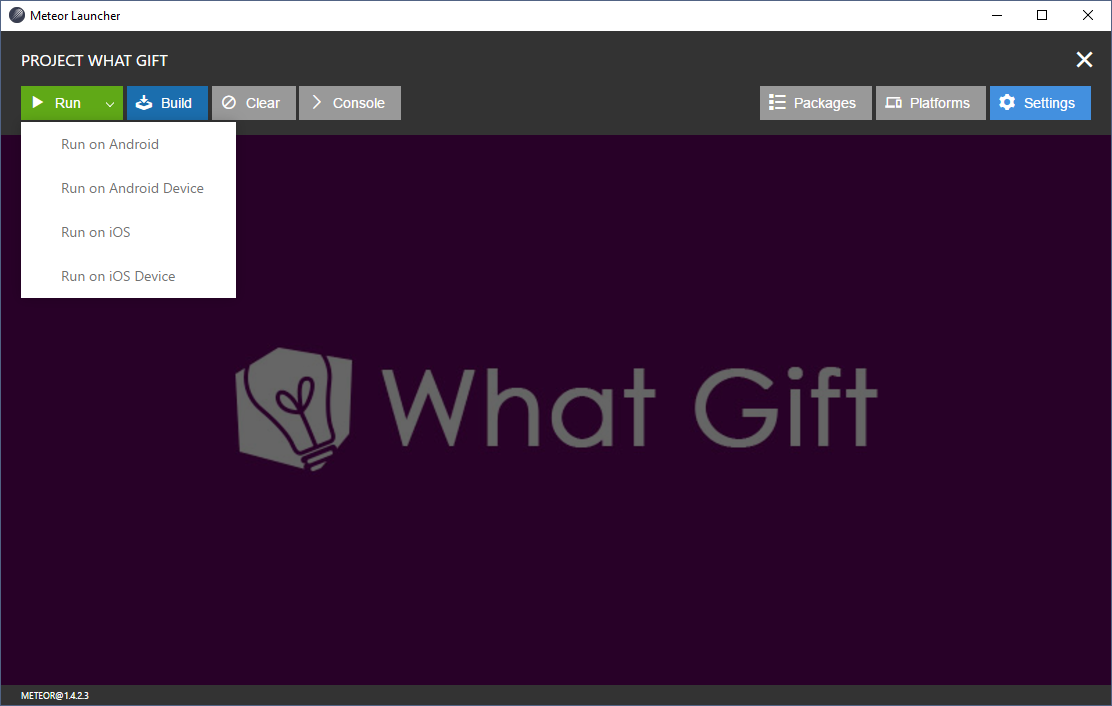 Meteor Launcher
PROJECT WHAT GIFT
Run Build Clear Console Packages Platforms Settings
Run on Android
Run on Android Device
Run on iOS
Run on iOS Device
What Gift
METEOR@1.4.2.3